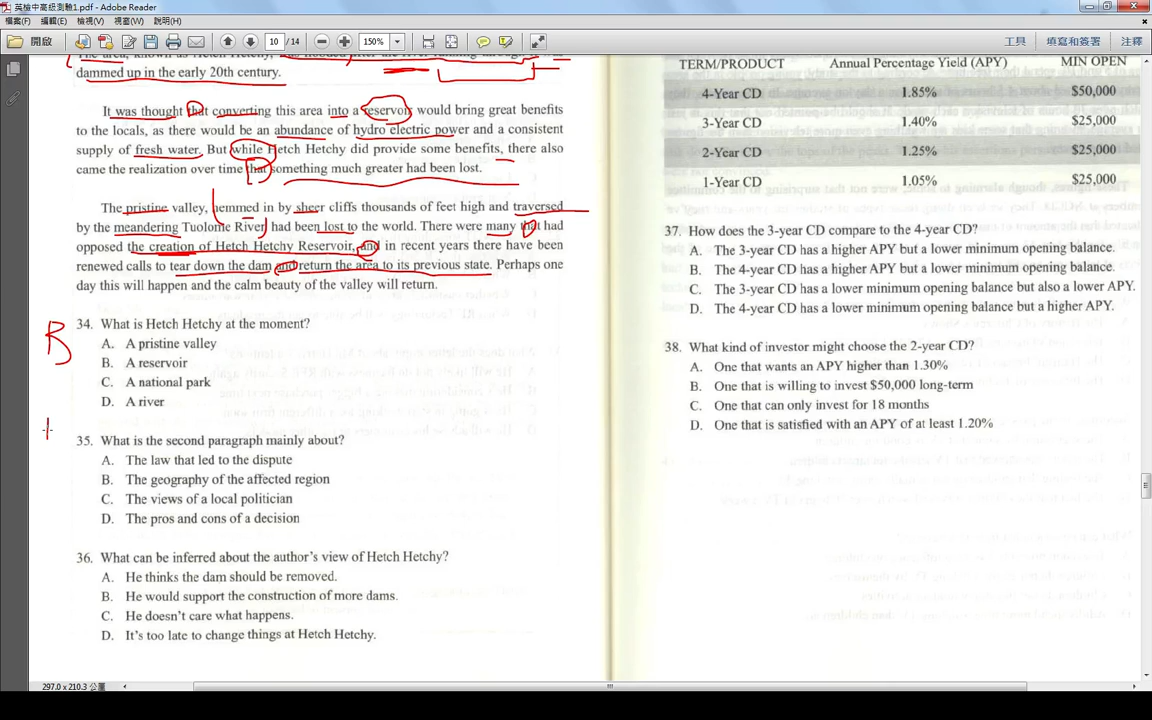 英檢中高級測驗1.pdf - Adobe Reader
檔案(F) 編輯(E) 檢視(V) 視窗(W) 說明(H)
開啟 10 / 14 150% 工具 填寫和簽署 注釋
dammed up in the early 20th century.
It was thought that converting this area into a reservoir would bring great benefits
to the locals, as there would be an abundance of hydro electric power and a consistent
supply of fresh water. But while Hetch Hetchy did provide some benefits, there also
came the realization over time that something much greater had been lost.
The pristine valley, hemmed in by sheer cliffs thousands of feet high and traversed
by the meandering Tuolome River, had been lost to the world. There were many that had
opposed the creation of Hetch Hetchy Reservoir, and in recent years there have been
renewed calls to tear down the dam and return the area to its previous state. Perhaps one
day this will happen and the calm beauty of the valley will return.
B
34. What is Hetch Hetchy at the moment?
A. A pristine valley
B. A reservoir
C. A national park
D. A river
35. What is the second paragraph mainly about?
A. The law that led to the dispute
B. The geography of the affected region
C. The views of a local politician
D. The pros and cons of a decision
36. What can be inferred about the author's view of Hetch Hetchy?
A. He thinks the dam should be removed.
B. He would support the construction of more dams.
C. He doesn't care what happens.
D. It's too late to change things at Hetch Hetchy.
TERM/PRODUCT Annual Percentage Yield (APY) MIN OPEN
4-Year CD 1.85% $50,000
3-Year CD 1.40% $25,000
2-Year CD 1.25% $25,000
1-Year CD 1.05% $25,000
37. How does the 3-year CD compare to the 4-year CD?
A. The 3-year CD has a higher APY but a lower minimum opening balance.
B. The 4-year CD has a higher APY but a lower minimum opening balance.
C. The 3-year CD has a lower minimum opening balance but also a lower APY.
D. The 4-year CD has a lower minimum opening balance but a higher APY.
38. What kind of investor might choose the 2-year CD?
A. One that wants an APY higher than 1.30%
B. One that is willing to invest $50,000 long-term
C. One that can only invest for 18 months
D. One that is satisfied with an APY of at least 1.20%
297.0 x 210.3 公釐